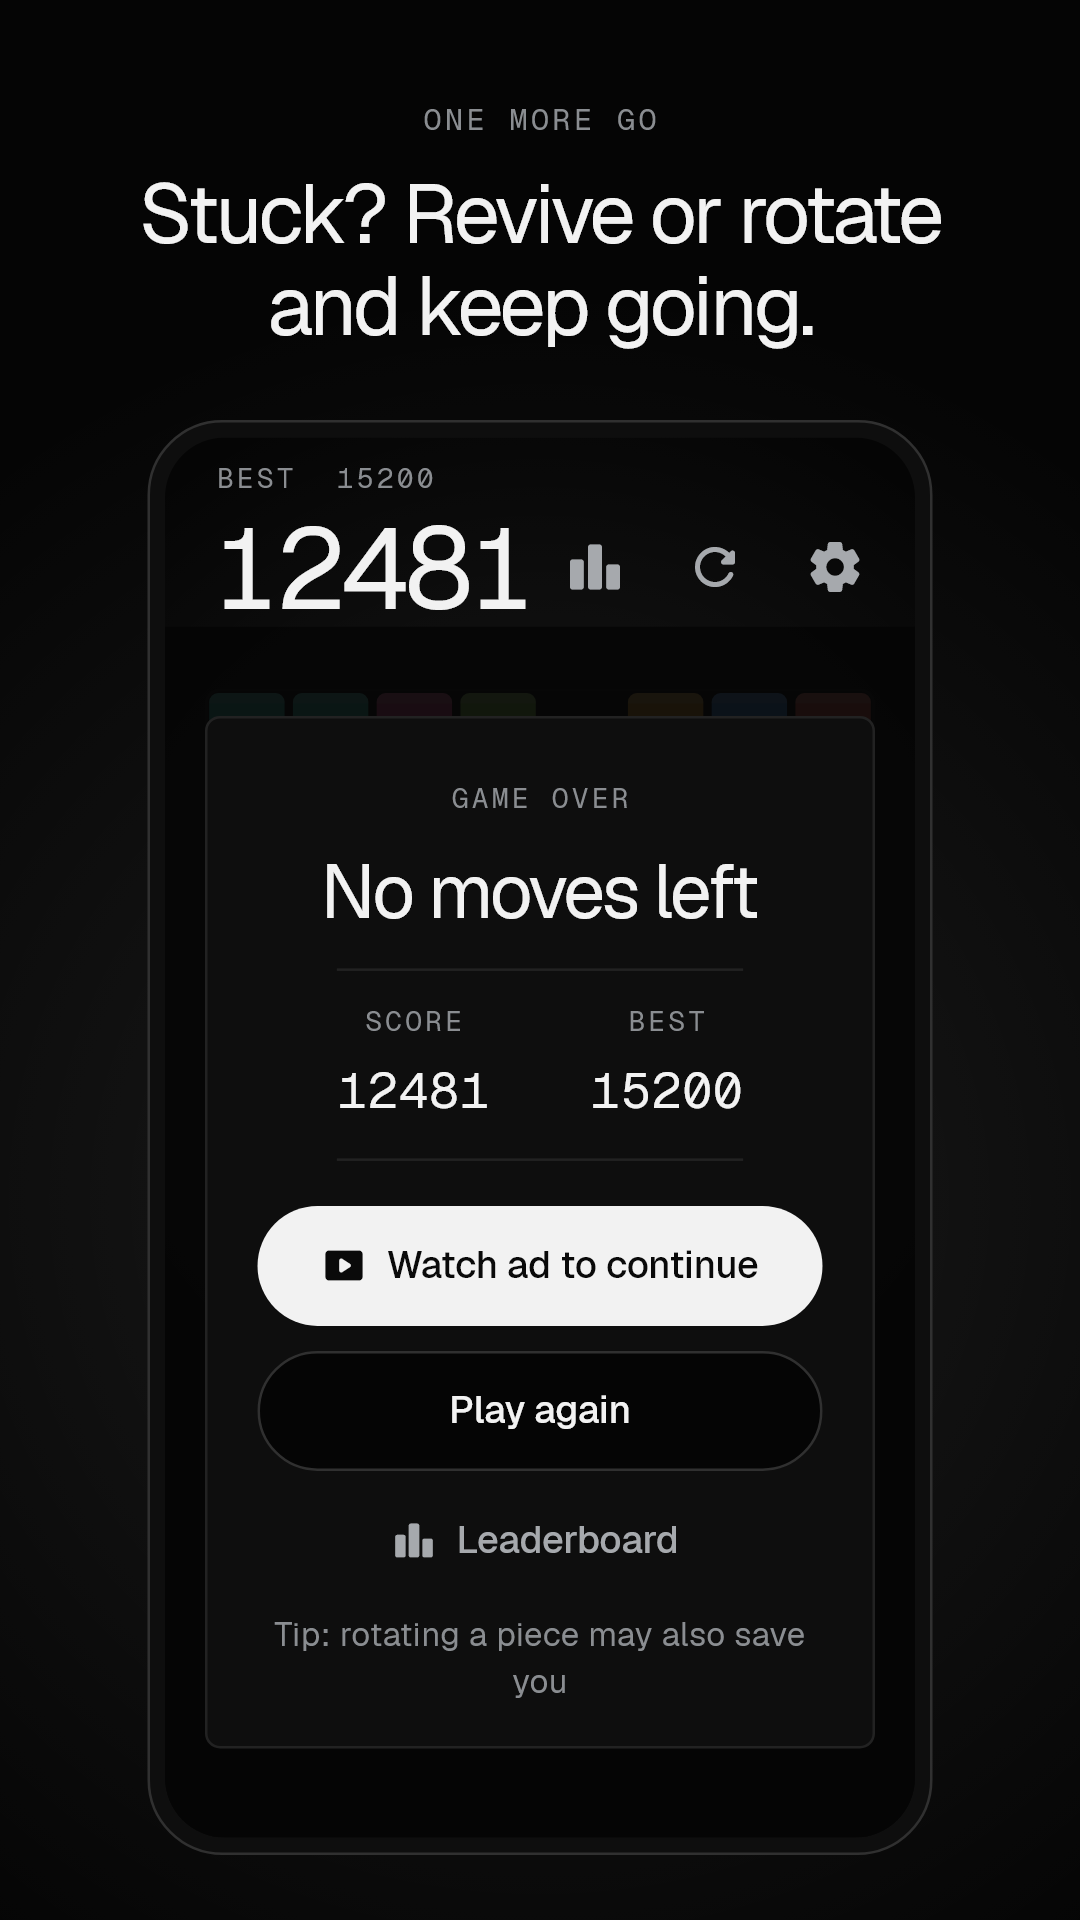 ONE MORE GO
Stuck? Revive or rotate
and keep going.
BEST 15200
12481
GAME OVER
No moves left
SCORE BEST
12481 15200
Watch ad to continue
Play again
Leaderboard
Tip: rotating a piece may also save
you